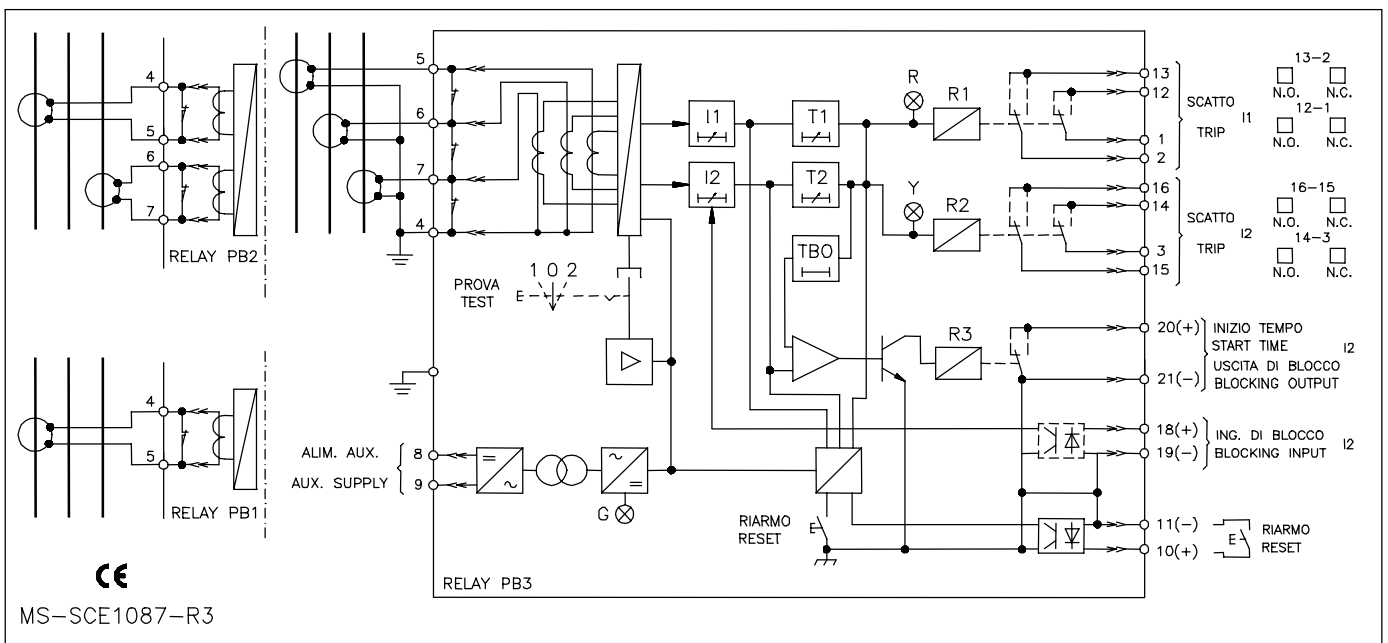 4
5
6
7
RELAY PB2
4
5
RELAY PB1
CE
MS-SCE1087-R3
5
6
7
4
PROVA
TEST
1 0 2
E
ALIM. AUX.
AUX. SUPPLY
8
9
=
~
~
=
G
RELAY PB3
I1
T1
R
R1
I2
T2
Y
R2
TBO
R3
RIARMO
RESET
E
13
12
1
2
SCATTO
TRIP
I1
13-2
N.O. N.C.
12-1
N.O. N.C.
16
14
3
15
SCATTO
TRIP
I2
16-15
N.O. N.C.
14-3
N.O. N.C.
20(+)
21(-)
INIZIO TEMPO
START TIME
USCITA DI BLOCCO
BLOCKING OUTPUT
I2
18(+)
19(-)
ING. DI BLOCCO
BLOCKING INPUT
I2
11(-)
10(+)
E
RIARMO
RESET